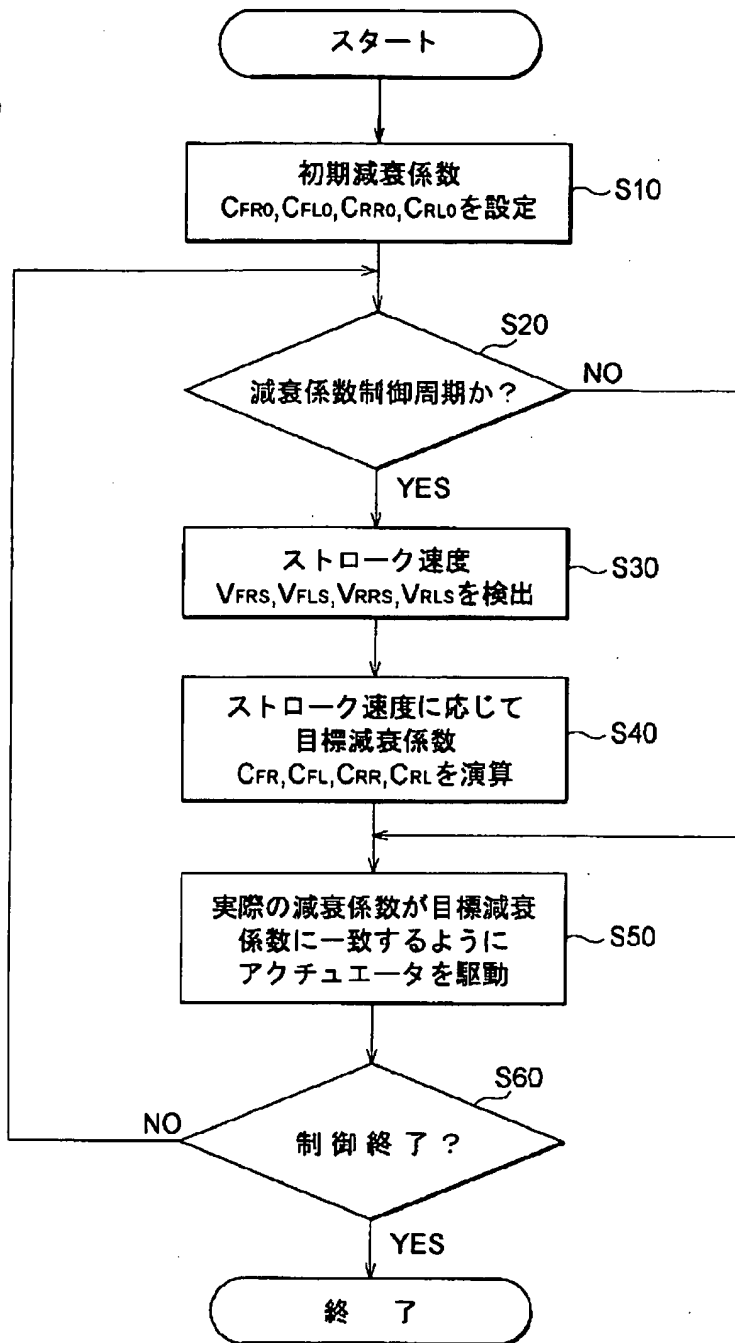 スタート
初期減衰係数
CFR0,CFL0,CRR0,CRL0を設定
S10
S20
減衰係数制御周期か?
NO
YES
ストローク速度
VFRS,VFLS,VRRS,VRLSを検出
S30
ストローク速度に応じて
目標減衰係数
CFR,CFL,CRR,CRLを演算
S40
実際の減衰係数が目標減衰
係数に一致するように
アクチュエータを駆動
S50
S60
NO
制御終了?
YES
終 了